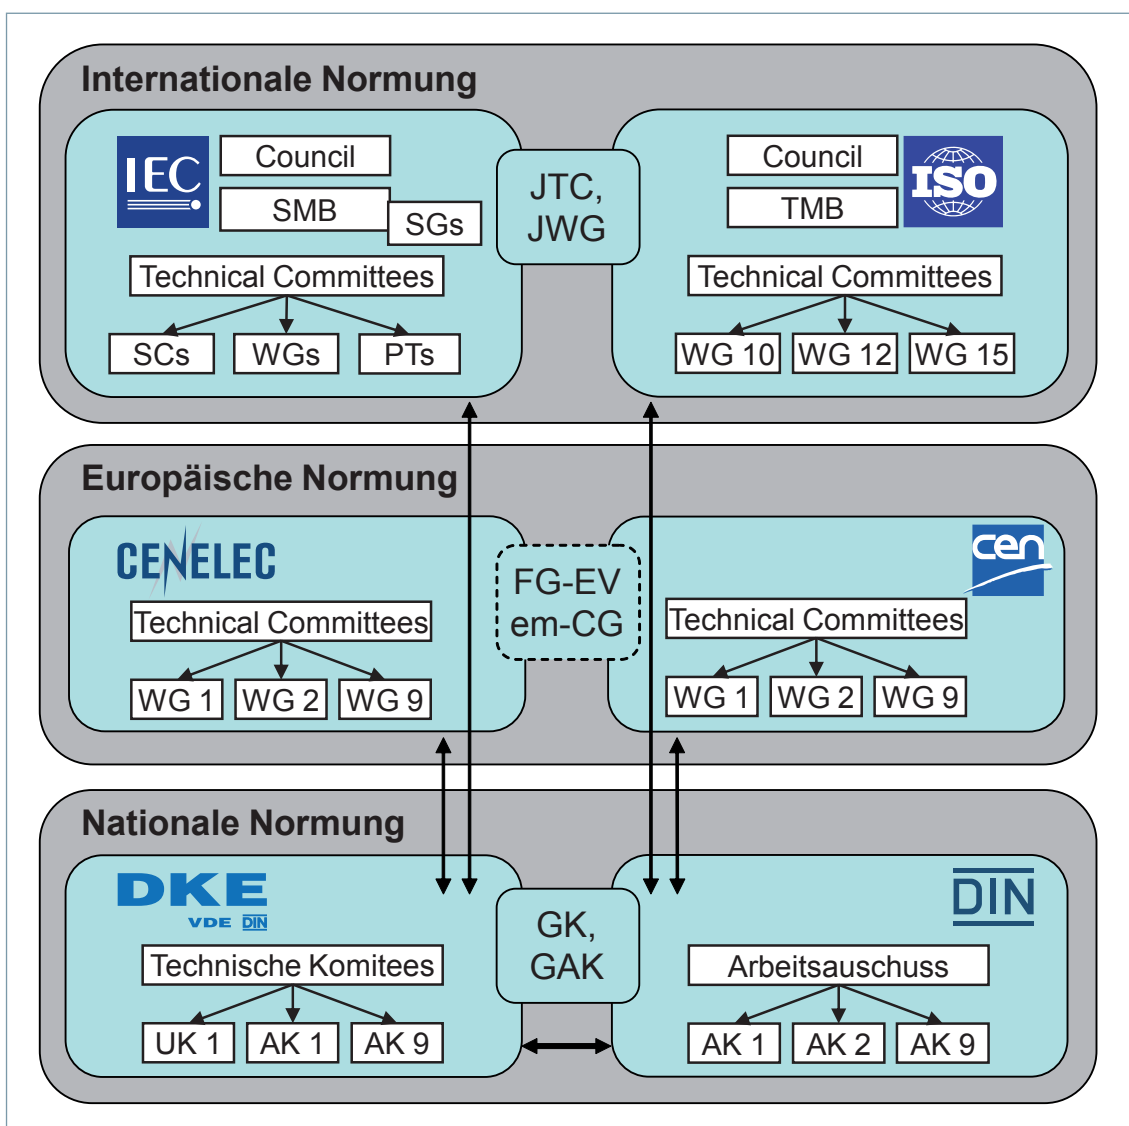 Internationale Normung
IEC
Council
SMB
SGs
Technical Committees
SCs
WGs
PTs
JTC,
JWG
Council
TMB
ISO
Technical Committees
WG 10
WG 12
WG 15
Europäische Normung
CENELEC
Technical Committees
WG 1
WG 2
WG 9
FG-EV
em-CG
cen
Technical Committees
WG 1
WG 2
WG 9
Nationale Normung
DKE
VDE DIN
Technische Komitees
UK 1
AK 1
AK 9
GK,
GAK
DIN
Arbeitsauschuss
AK 1
AK 2
AK 9